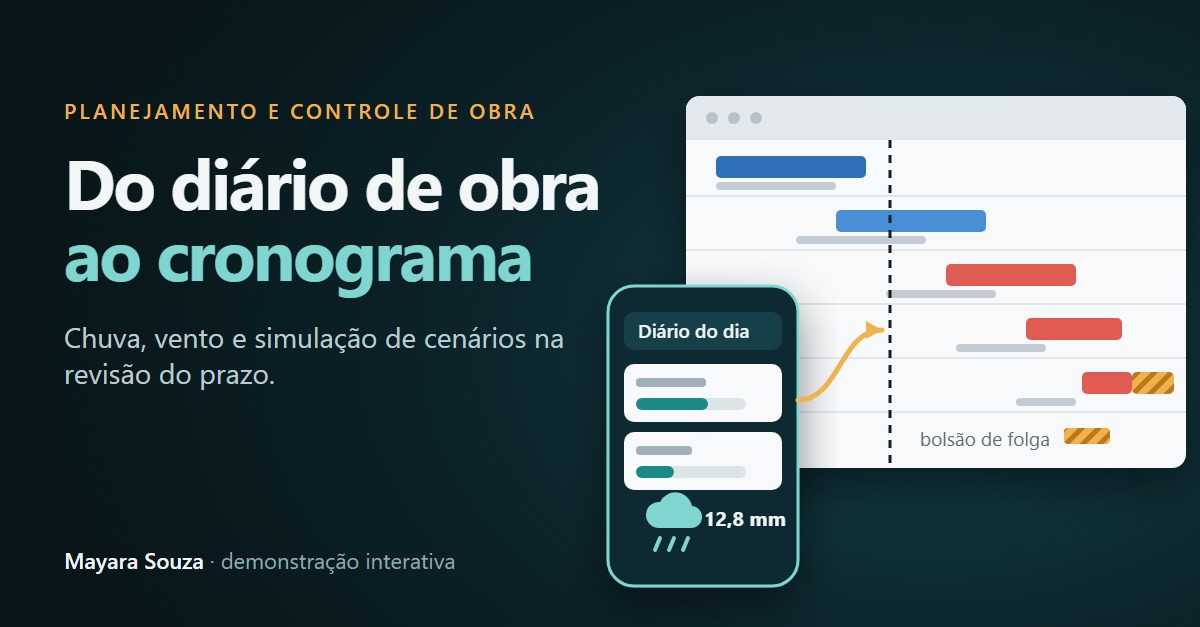 PLANEJAMENTO E CONTROLE DE OBRA
Do diário de obra
ao cronograma
Chuva, vento e simulação de cenários na
revisão do prazo.
Mayara Souza · demonstração interativa
Diário do dia
12,8 mm
bolsão de folga